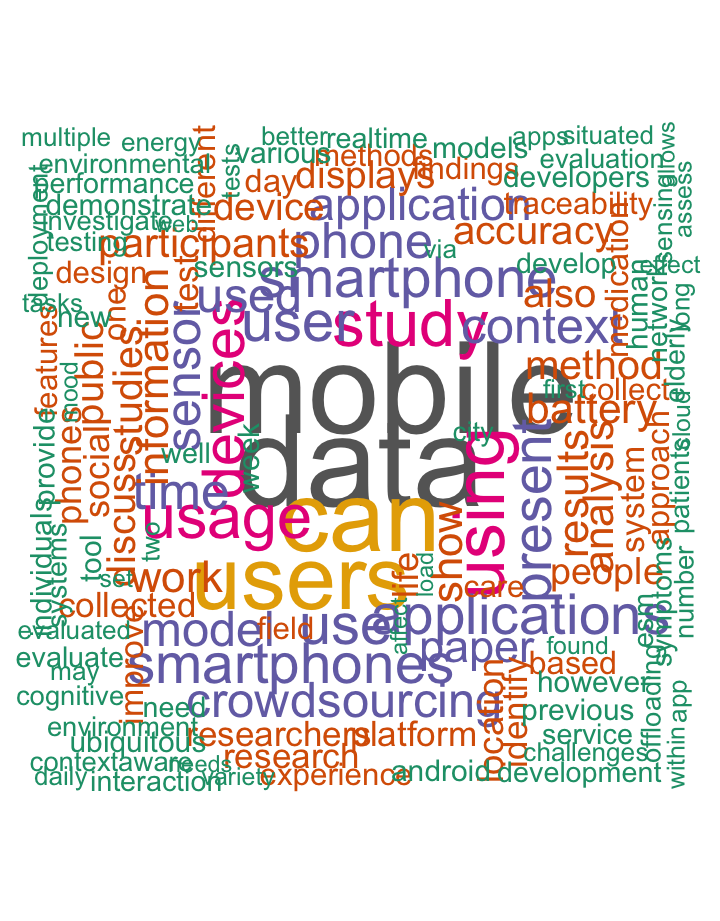 multiple
energy
different
tests
better
realtime
various
methods
models
apps
situated
allows
environmental
performance
day
displays
findings
evaluation
developers
sensing
assess
deployment
demonstrate
investigate
web
device
application
traceability
testing
participants
phone
via
accuracy
medication
design
test
sensors
smartphone
develop
effect
tasks
new
one
used
also
human
network
long
features
public
information
sensor
user
study
context
mood
studies
devices
mobile
method
first
collect
elderly
battery
cloud
provide
phones
social
discuss
well
week
data
city
using
present
results
analysis
system
approach
patients
time
usage
can
show
individuals
systems
tool
two
set
work
users
life
load
care
people
symptoms
number
collected
affect
applications
esm
evaluated
improve
model
field
use
paper
found
evaluate
may
smartphones
based
cognitive
need
crowdsourcing
location
identify
however
previous
offloading
within
app
environment
ubiquitous
researchers
platform
service
challenges
contextaware
needs
research
daily
interaction
variety
experience
android
development